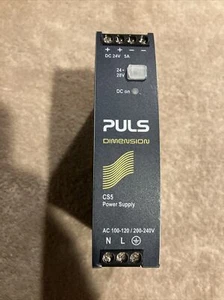 + + − −
DC 24V 5A
24 -
28V
DC on
PULS
DIMENSION
CS5
Power Supply
AC 100-120 / 200-240V
N L